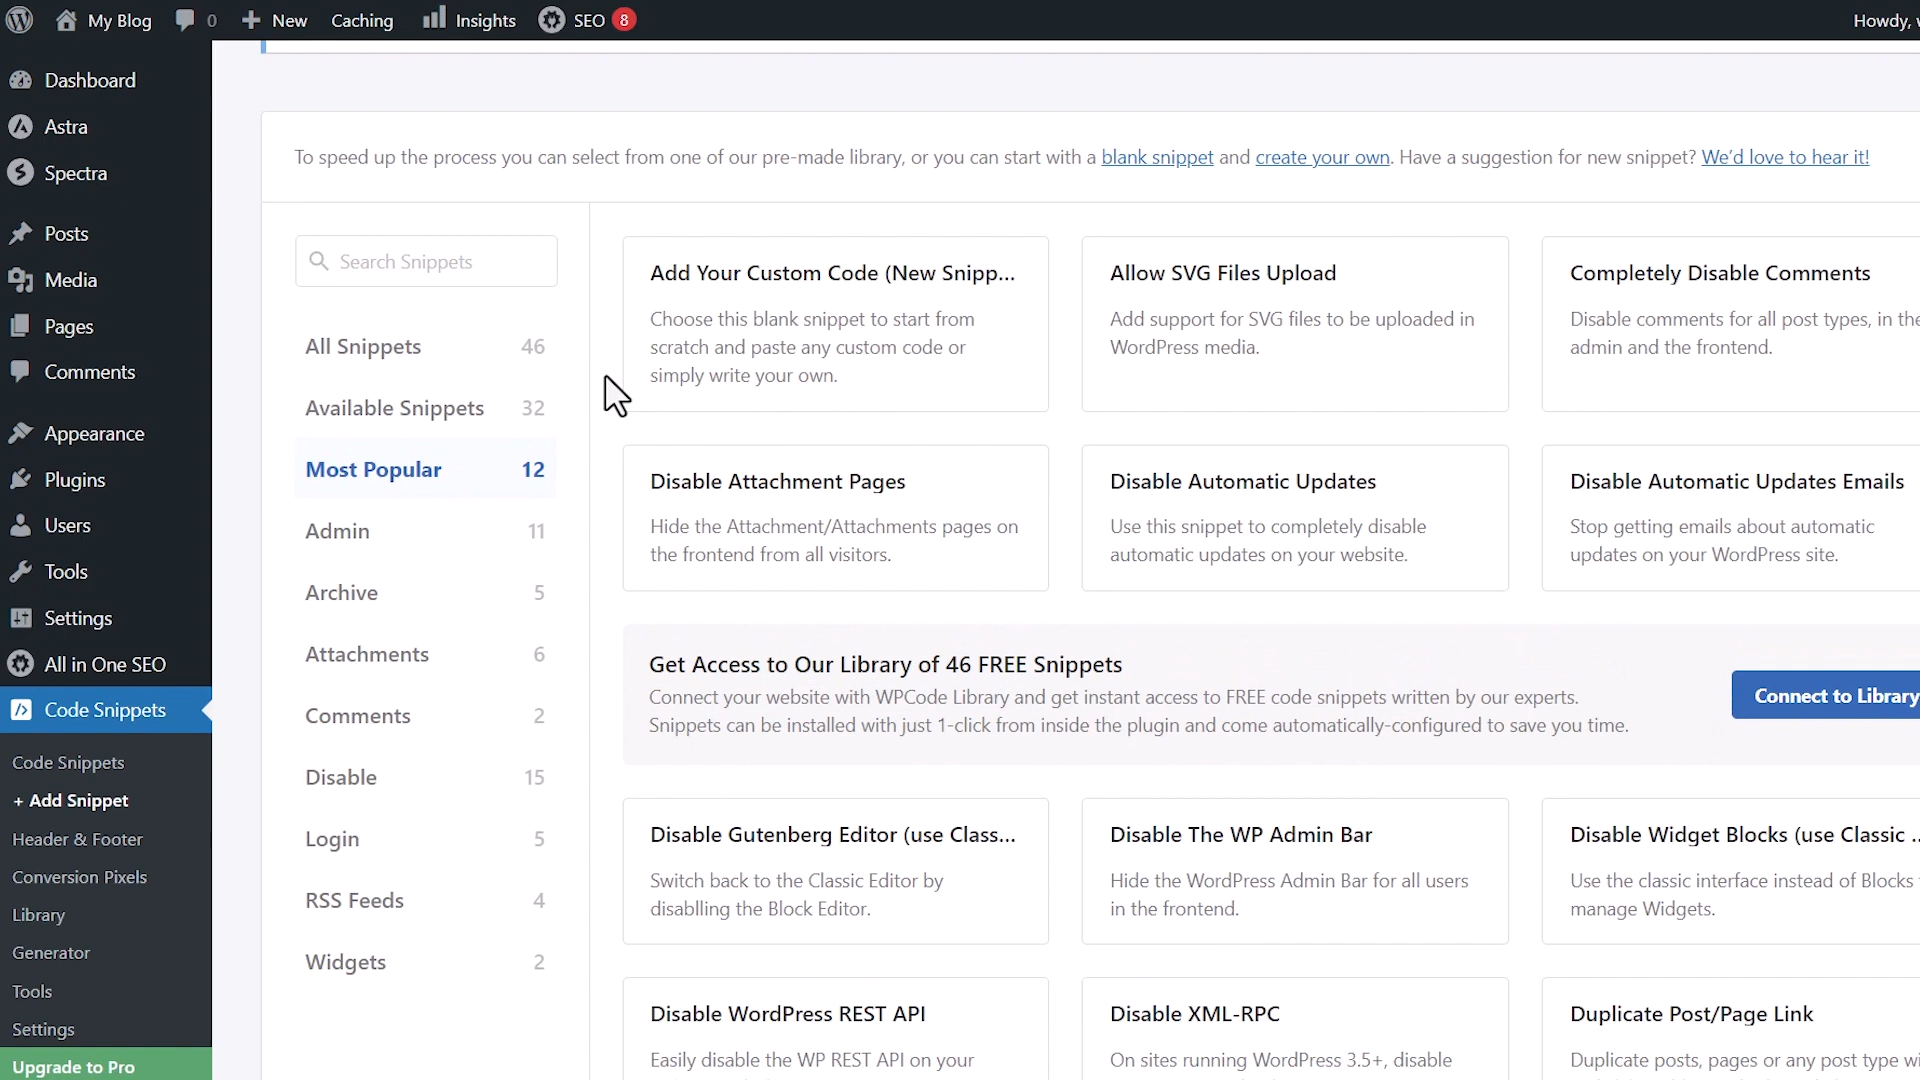 My Blog 0 New Caching Insights SEO 8 Howdy,
Dashboard
Astra
Spectra
Posts
Media
Pages
Comments
Appearance
Plugins
Users
Tools
Settings
All in One SEO
Code Snippets
Code Snippets
+ Add Snippet
Header & Footer
Conversion Pixels
Library
Generator
Tools
Settings
Upgrade to Pro
To speed up the process you can select from one of our pre-made library, or you can start with a blank snippet and create your own. Have a suggestion for new snippet? We'd love to hear it!
Search Snippets
All Snippets 46
Available Snippets 32
Most Popular 12
Admin 11
Archive 5
Attachments 6
Comments 2
Disable 15
Login 5
RSS Feeds 4
Widgets 2
Add Your Custom Code (New Snipp...
Choose this blank snippet to start from
scratch and paste any custom code or
simply write your own.
Allow SVG Files Upload
Add support for SVG files to be uploaded in
WordPress media.
Completely Disable Comments
Disable comments for all post types, in the
admin and the frontend.
Disable Attachment Pages
Hide the Attachment/Attachments pages on
the frontend from all visitors.
Disable Automatic Updates
Use this snippet to completely disable
automatic updates on your website.
Disable Automatic Updates Emails
Stop getting emails about automatic
updates on your WordPress site.
Get Access to Our Library of 46 FREE Snippets
Connect your website with WPCode Library and get instant access to FREE code snippets written by our experts.
Snippets can be installed with just 1-click from inside the plugin and come automatically-configured to save you time.
Connect to Library
Disable Gutenberg Editor (use Class...
Switch back to the Classic Editor by
disablling the Block Editor.
Disable The WP Admin Bar
Hide the WordPress Admin Bar for all users
in the frontend.
Disable Widget Blocks (use Classic ..
Use the classic interface instead of Blocks
manage Widgets.
Disable WordPress REST API
Easily disable the WP REST API on your
Disable XML-RPC
On sites running WordPress 3.5+, disable
Duplicate Post/Page Link
Duplicate posts, pages or any post type